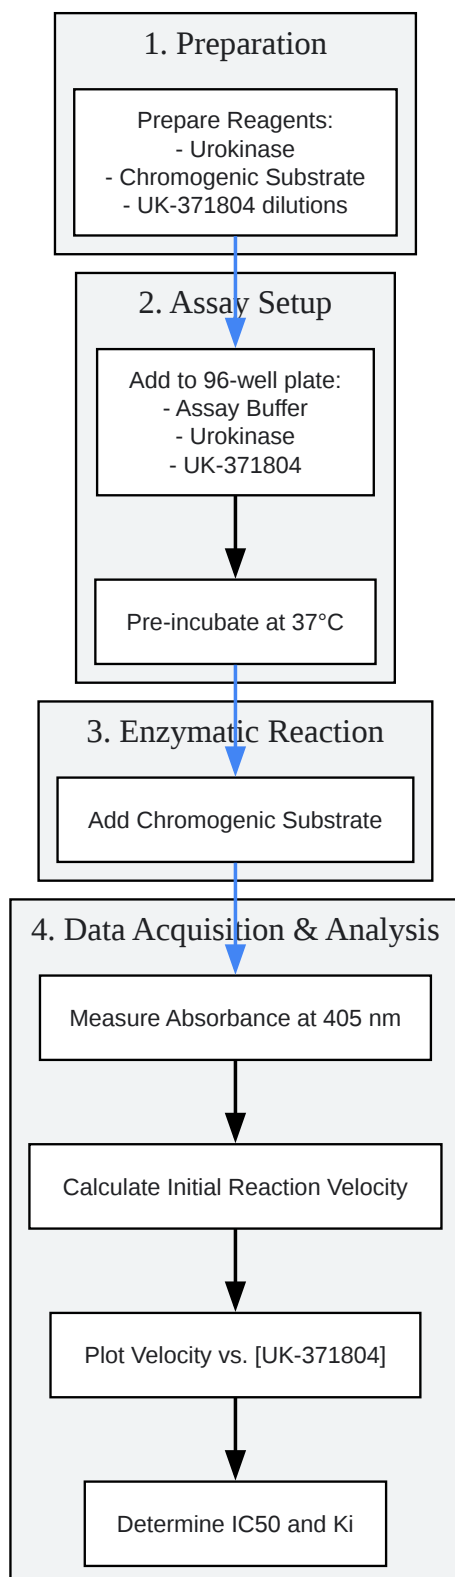 1. Preparation
Prepare Reagents:
- Urokinase
- Chromogenic Substrate
- UK-371804 dilutions
2. Assay Setup
Add to 96-well plate:
- Assay Buffer
- Urokinase
- UK-371804
Pre-incubate at 37°C
3. Enzymatic Reaction
Add Chromogenic Substrate
4. Data Acquisition & Analysis
Measure Absorbance at 405 nm
Calculate Initial Reaction Velocity
Plot Velocity vs. [UK-371804]
Determine IC50 and Ki